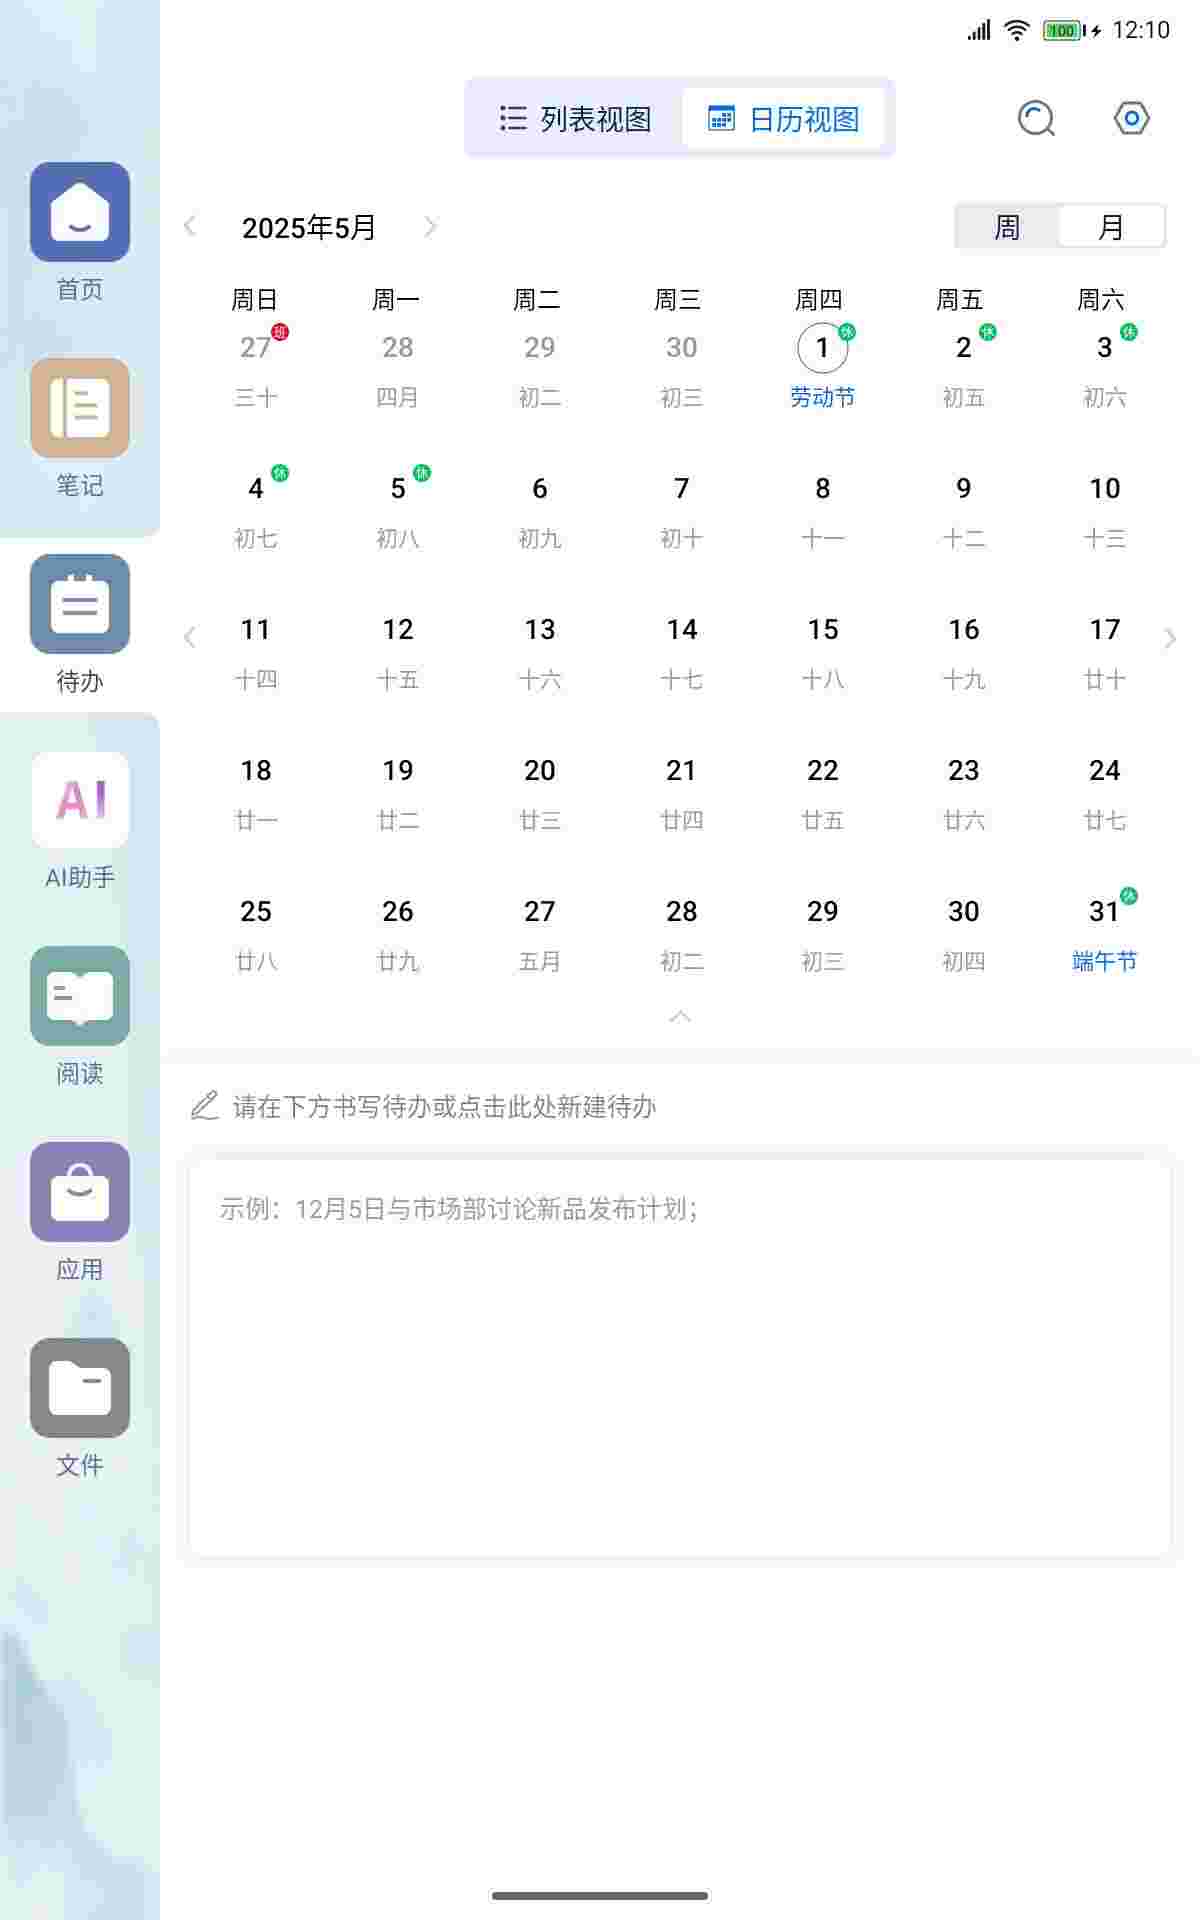 100 12:10
列表视图 日历视图
2025年5月 周 月
周日 周一 周二 周三 周四 周五 周六
27班 28 29 30 1休 2休 3休
三十 四月 初二 初三 劳动节 初五 初六
4休 5休 6 7 8 9 10
初七 初八 初九 初十 十一 十二 十三
11 12 13 14 15 16 17
十四 十五 十六 十七 十八 十九 廿十
18 19 20 21 22 23 24
廿一 廿二 廿三 廿四 廿五 廿六 廿七
25 26 27 28 29 30 31休
廿八 廿九 五月 初二 初三 初四 端午节
请在下方书写待办或点击此处新建待办
示例：12月5日与市场部讨论新品发布计划；
首页
笔记
待办
AI
AI助手
阅读
应用
文件